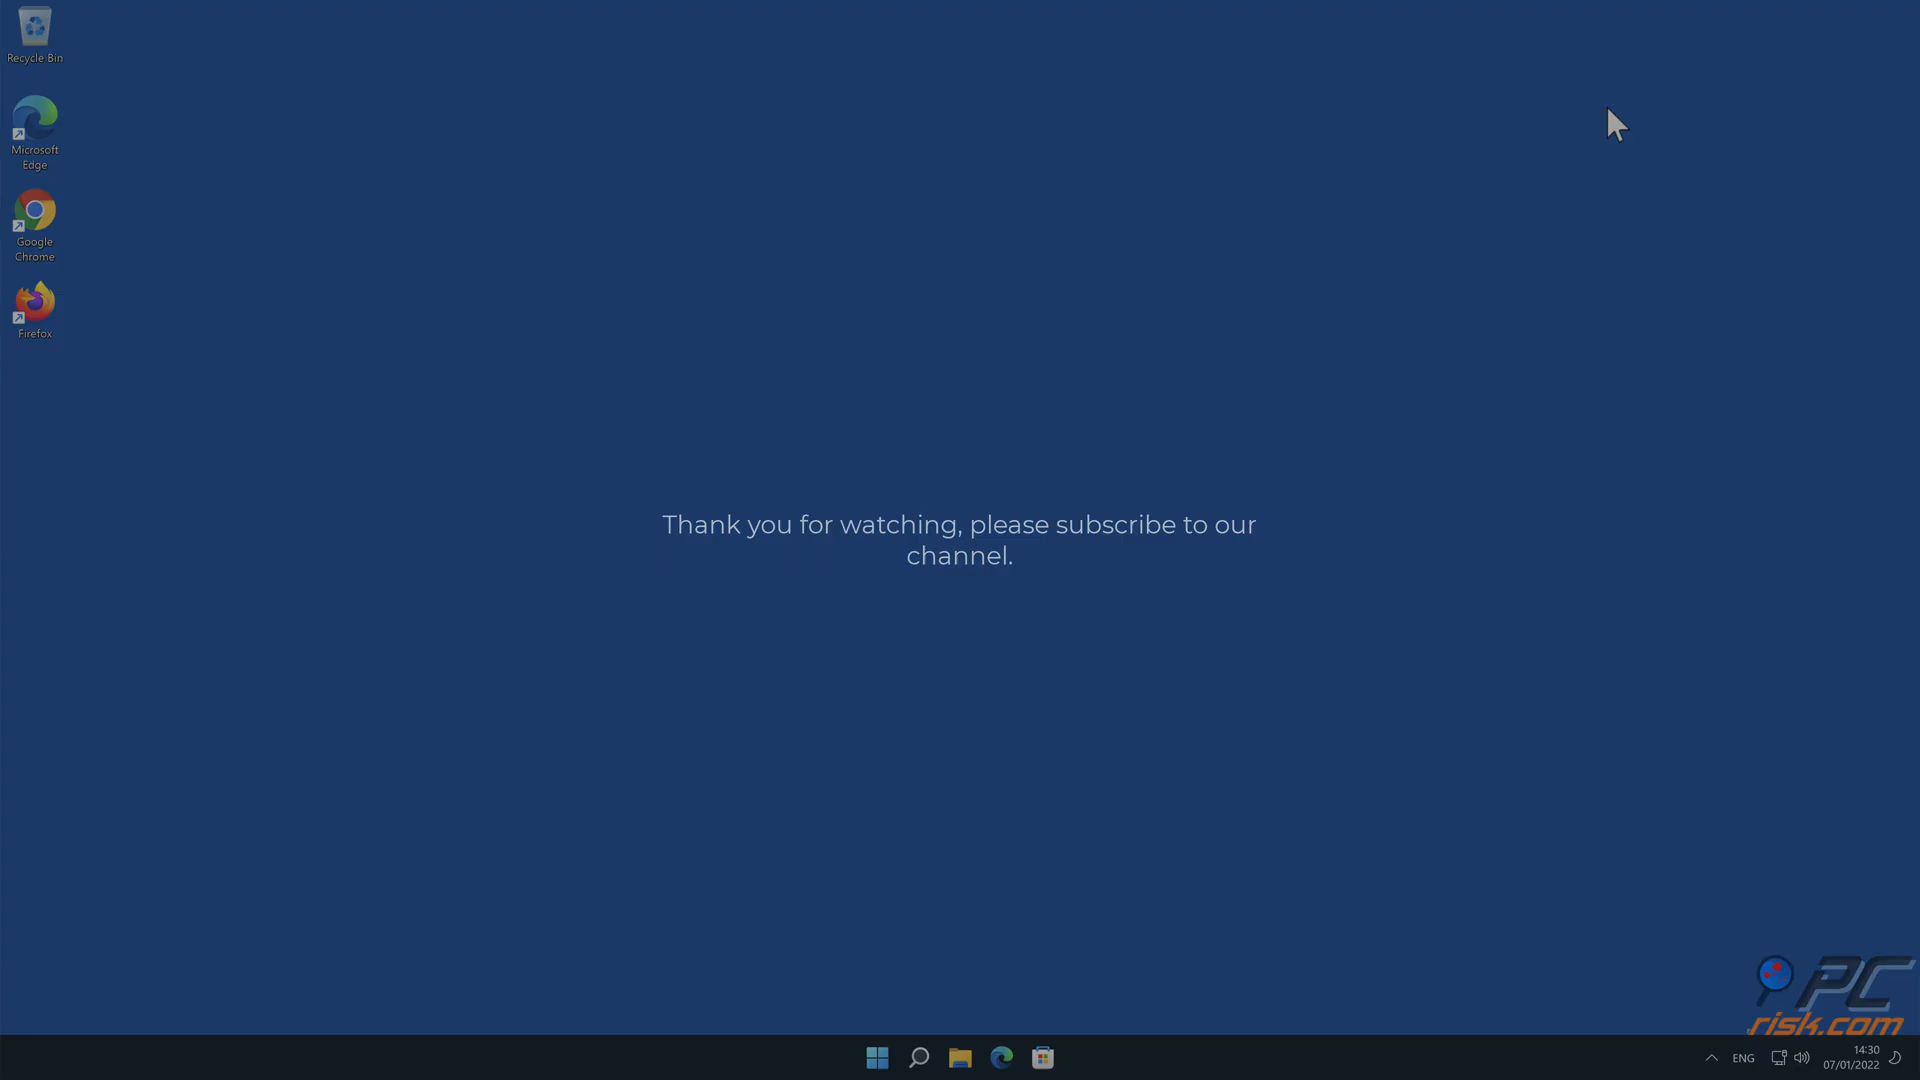 Recycle Bin
Microsoft
Edge
Google
Chrome
Firefox
Thank you for watching, please subscribe to our
channel.
PC
risk.com
ENG
14:30
07/01/2022